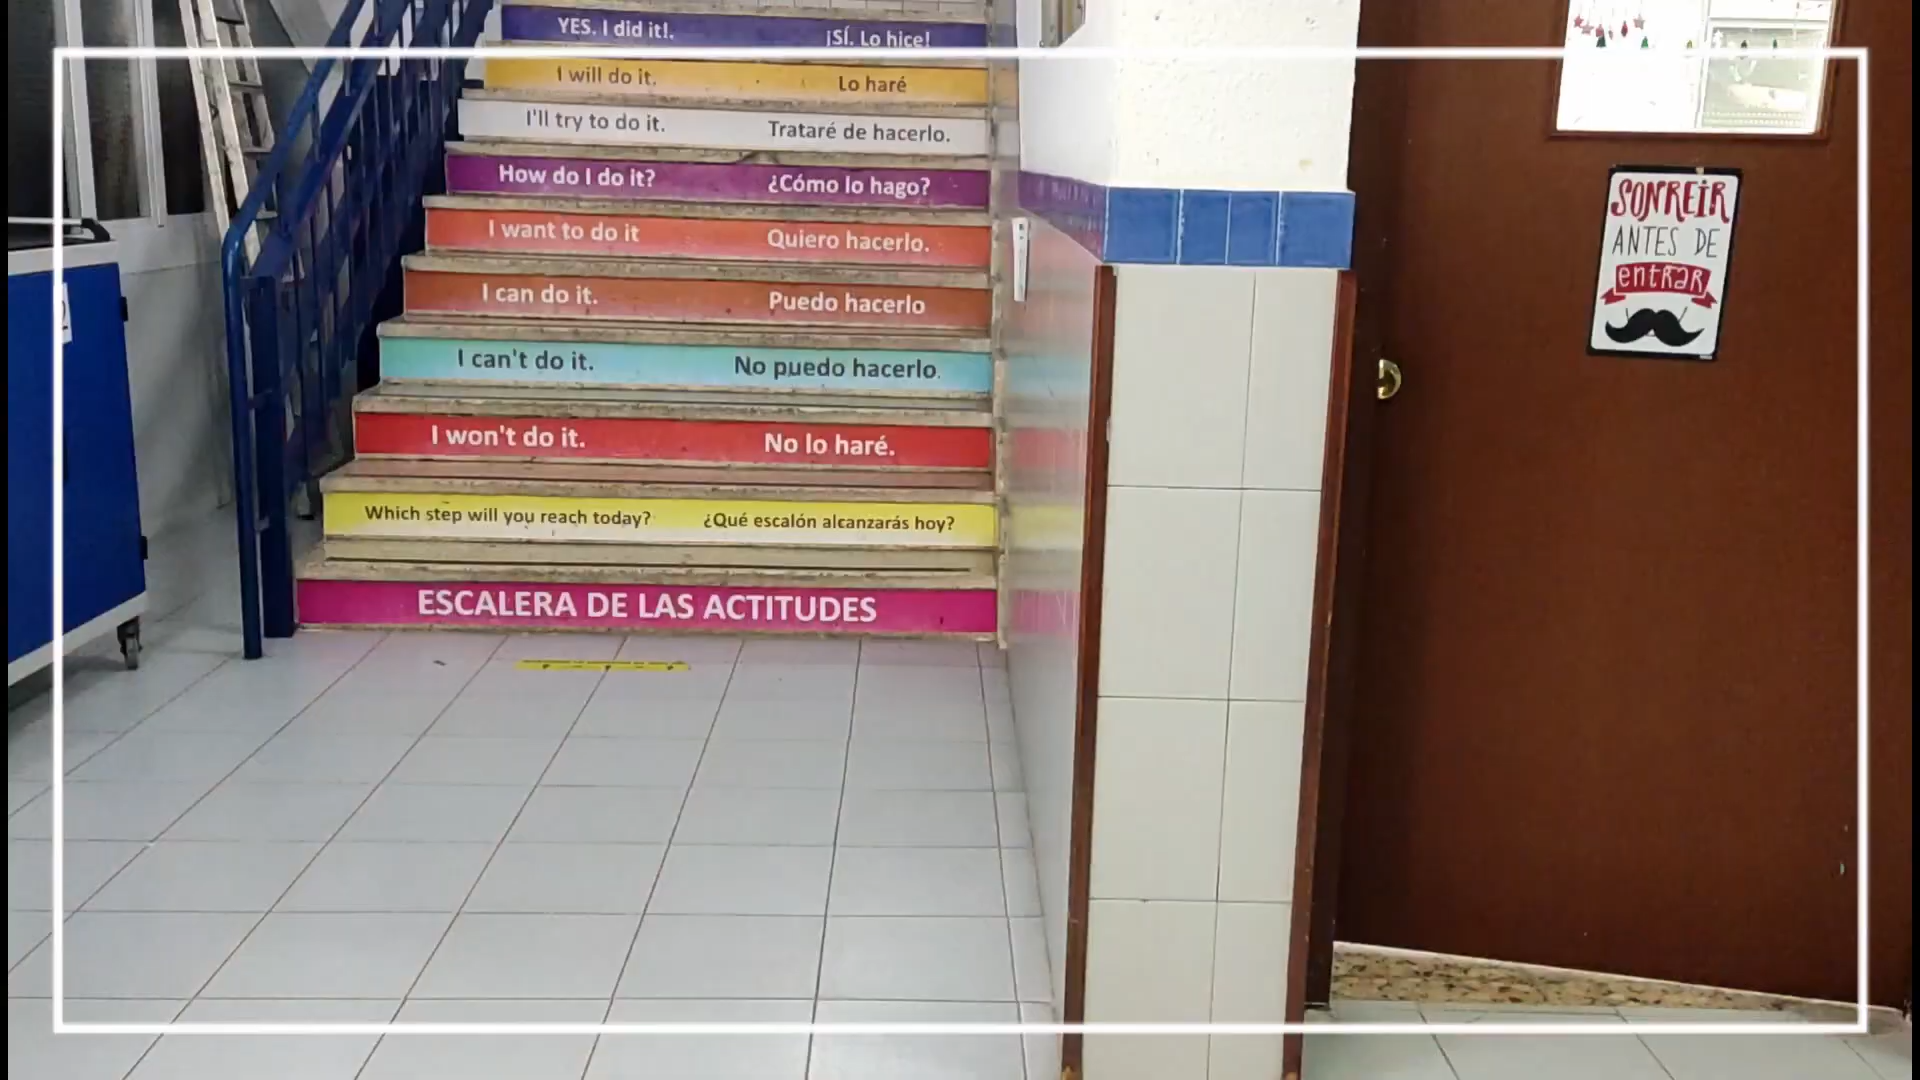 YES. I did it!. ¡SÍ. Lo hice!
I will do it. Lo haré
I'll try to do it. Trataré de hacerlo.
How do I do it? ¿Cómo lo hago?
I want to do it Quiero hacerlo.
I can do it. Puedo hacerlo
I can't do it. No puedo hacerlo.
I won't do it. No lo haré.
Which step will you reach today? ¿Qué escalón alcanzarás hoy?
ESCALERA DE LAS ACTITUDES
SONREÍR
ANTES DE
entrar